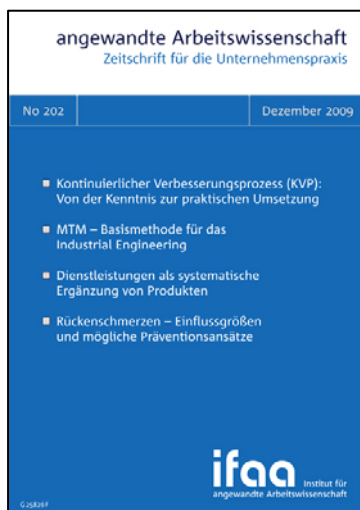 angewandte Arbeitswissenschaft
Zeitschrift für die Unternehmenspraxis
No 202
Dezember 2009
Kontinuierlicher Verbesserungsprozess (KVP):
Von der Kenntnis zur praktischen Umsetzung
MTM – Basismethode für das
Industrial Engineering
Dienstleistungen als systematische
Ergänzung von Produkten
Rückenschmerzen – Einflussgrößen
und mögliche Präventionsansätze
ifaa Institut für
angewandte Arbeitswissenschaft